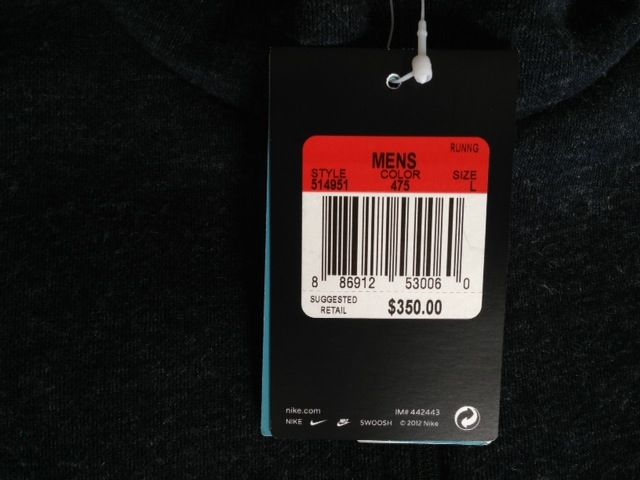 RUNNG
MENS
STYLE COLOR SIZE
514951 475 L
8 86912 53006 0
SUGGESTED
RETAIL $350.00
nike.com IM# 442443
NIKE SWOOSH © 2012 Nike